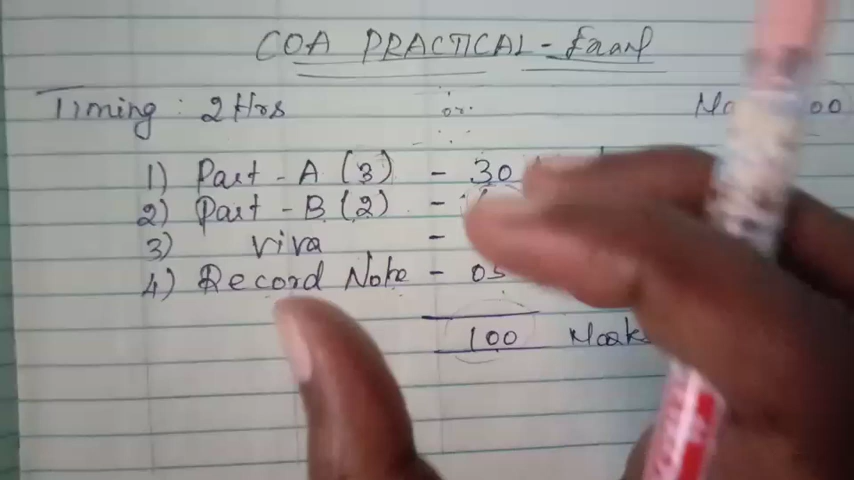 COA PRACTICAL - Exam
Timing : 2 Hrs
or
1) Part - A (3) - 30
2) Part - B (2) -
3) viva -
4) Record Note - 05
100 Marks